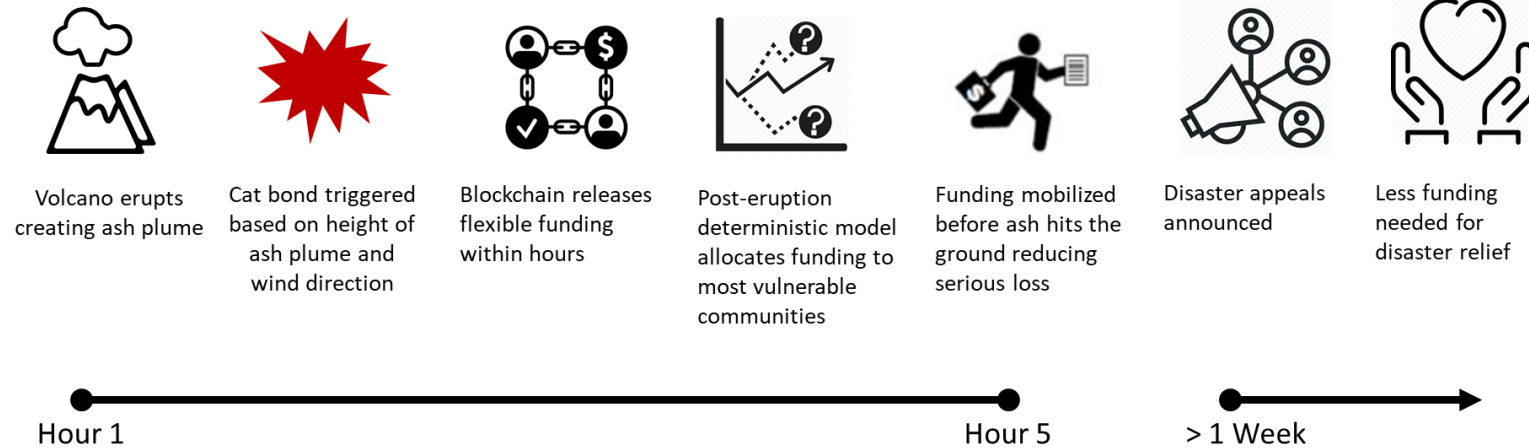 $
?
?
$
Volcano erupts
creating ash plume
Cat bond triggered
based on height of
ash plume and
wind direction
Blockchain releases
flexible funding
within hours
Post-eruption
deterministic model
allocates funding to
most vulnerable
communities
Funding mobilized
before ash hits the
ground reducing
serious loss
Disaster appeals
announced
Less funding
needed for
disaster relief
Hour 1
Hour 5
> 1 Week